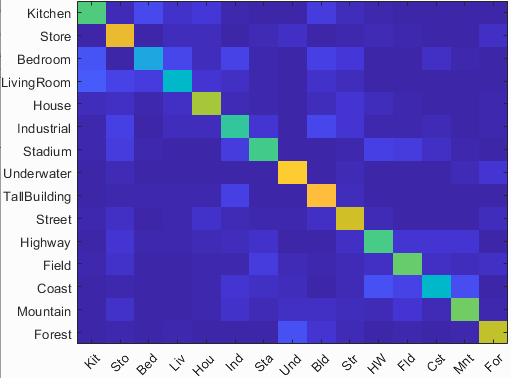 Kitchen
Store
Bedroom
LivingRoom
House
Industrial
Stadium
Underwater
TallBuilding
Street
Highway
Field
Coast
Mountain
Forest
Kit Sto Bed Liv Hou Ind Sta Und Bld Str HW Fld Cst Mnt For